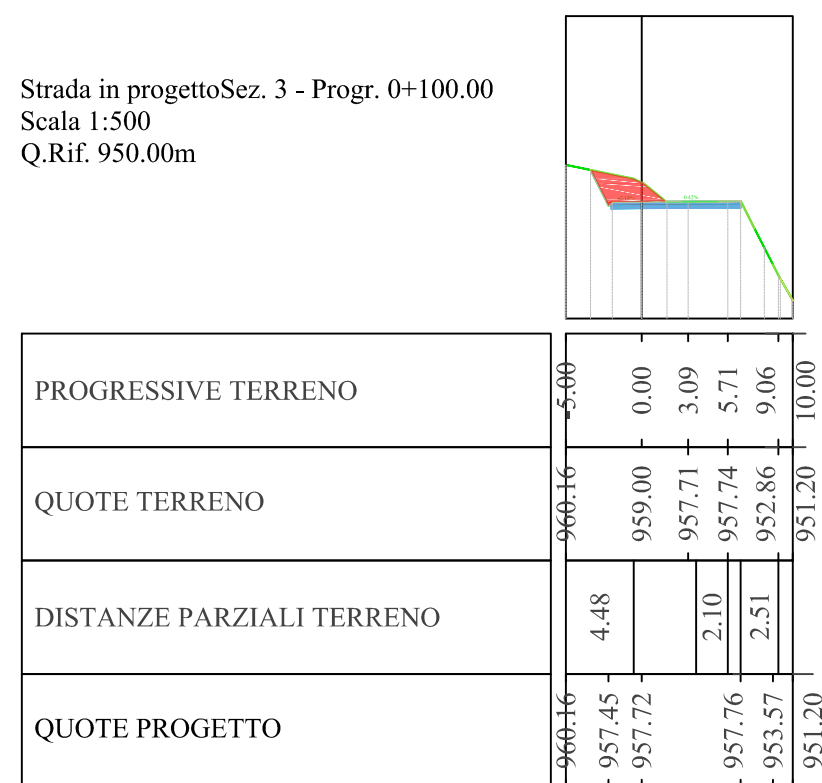 Strada in progettoSez. 3 - Progr. 0+100.00
Scala 1:500
Q.Rif. 950.00m
PROGRESSIVE TERRENO -5.00 0.00 3.09 5.71 9.06 10.00
QUOTE TERRENO 960.16 959.00 957.71 957.74 952.86 951.20
DISTANZE PARZIALI TERRENO 4.48 2.10 2.51
QUOTE PROGETTO 960.16 957.45 957.72 957.76 953.57 951.20